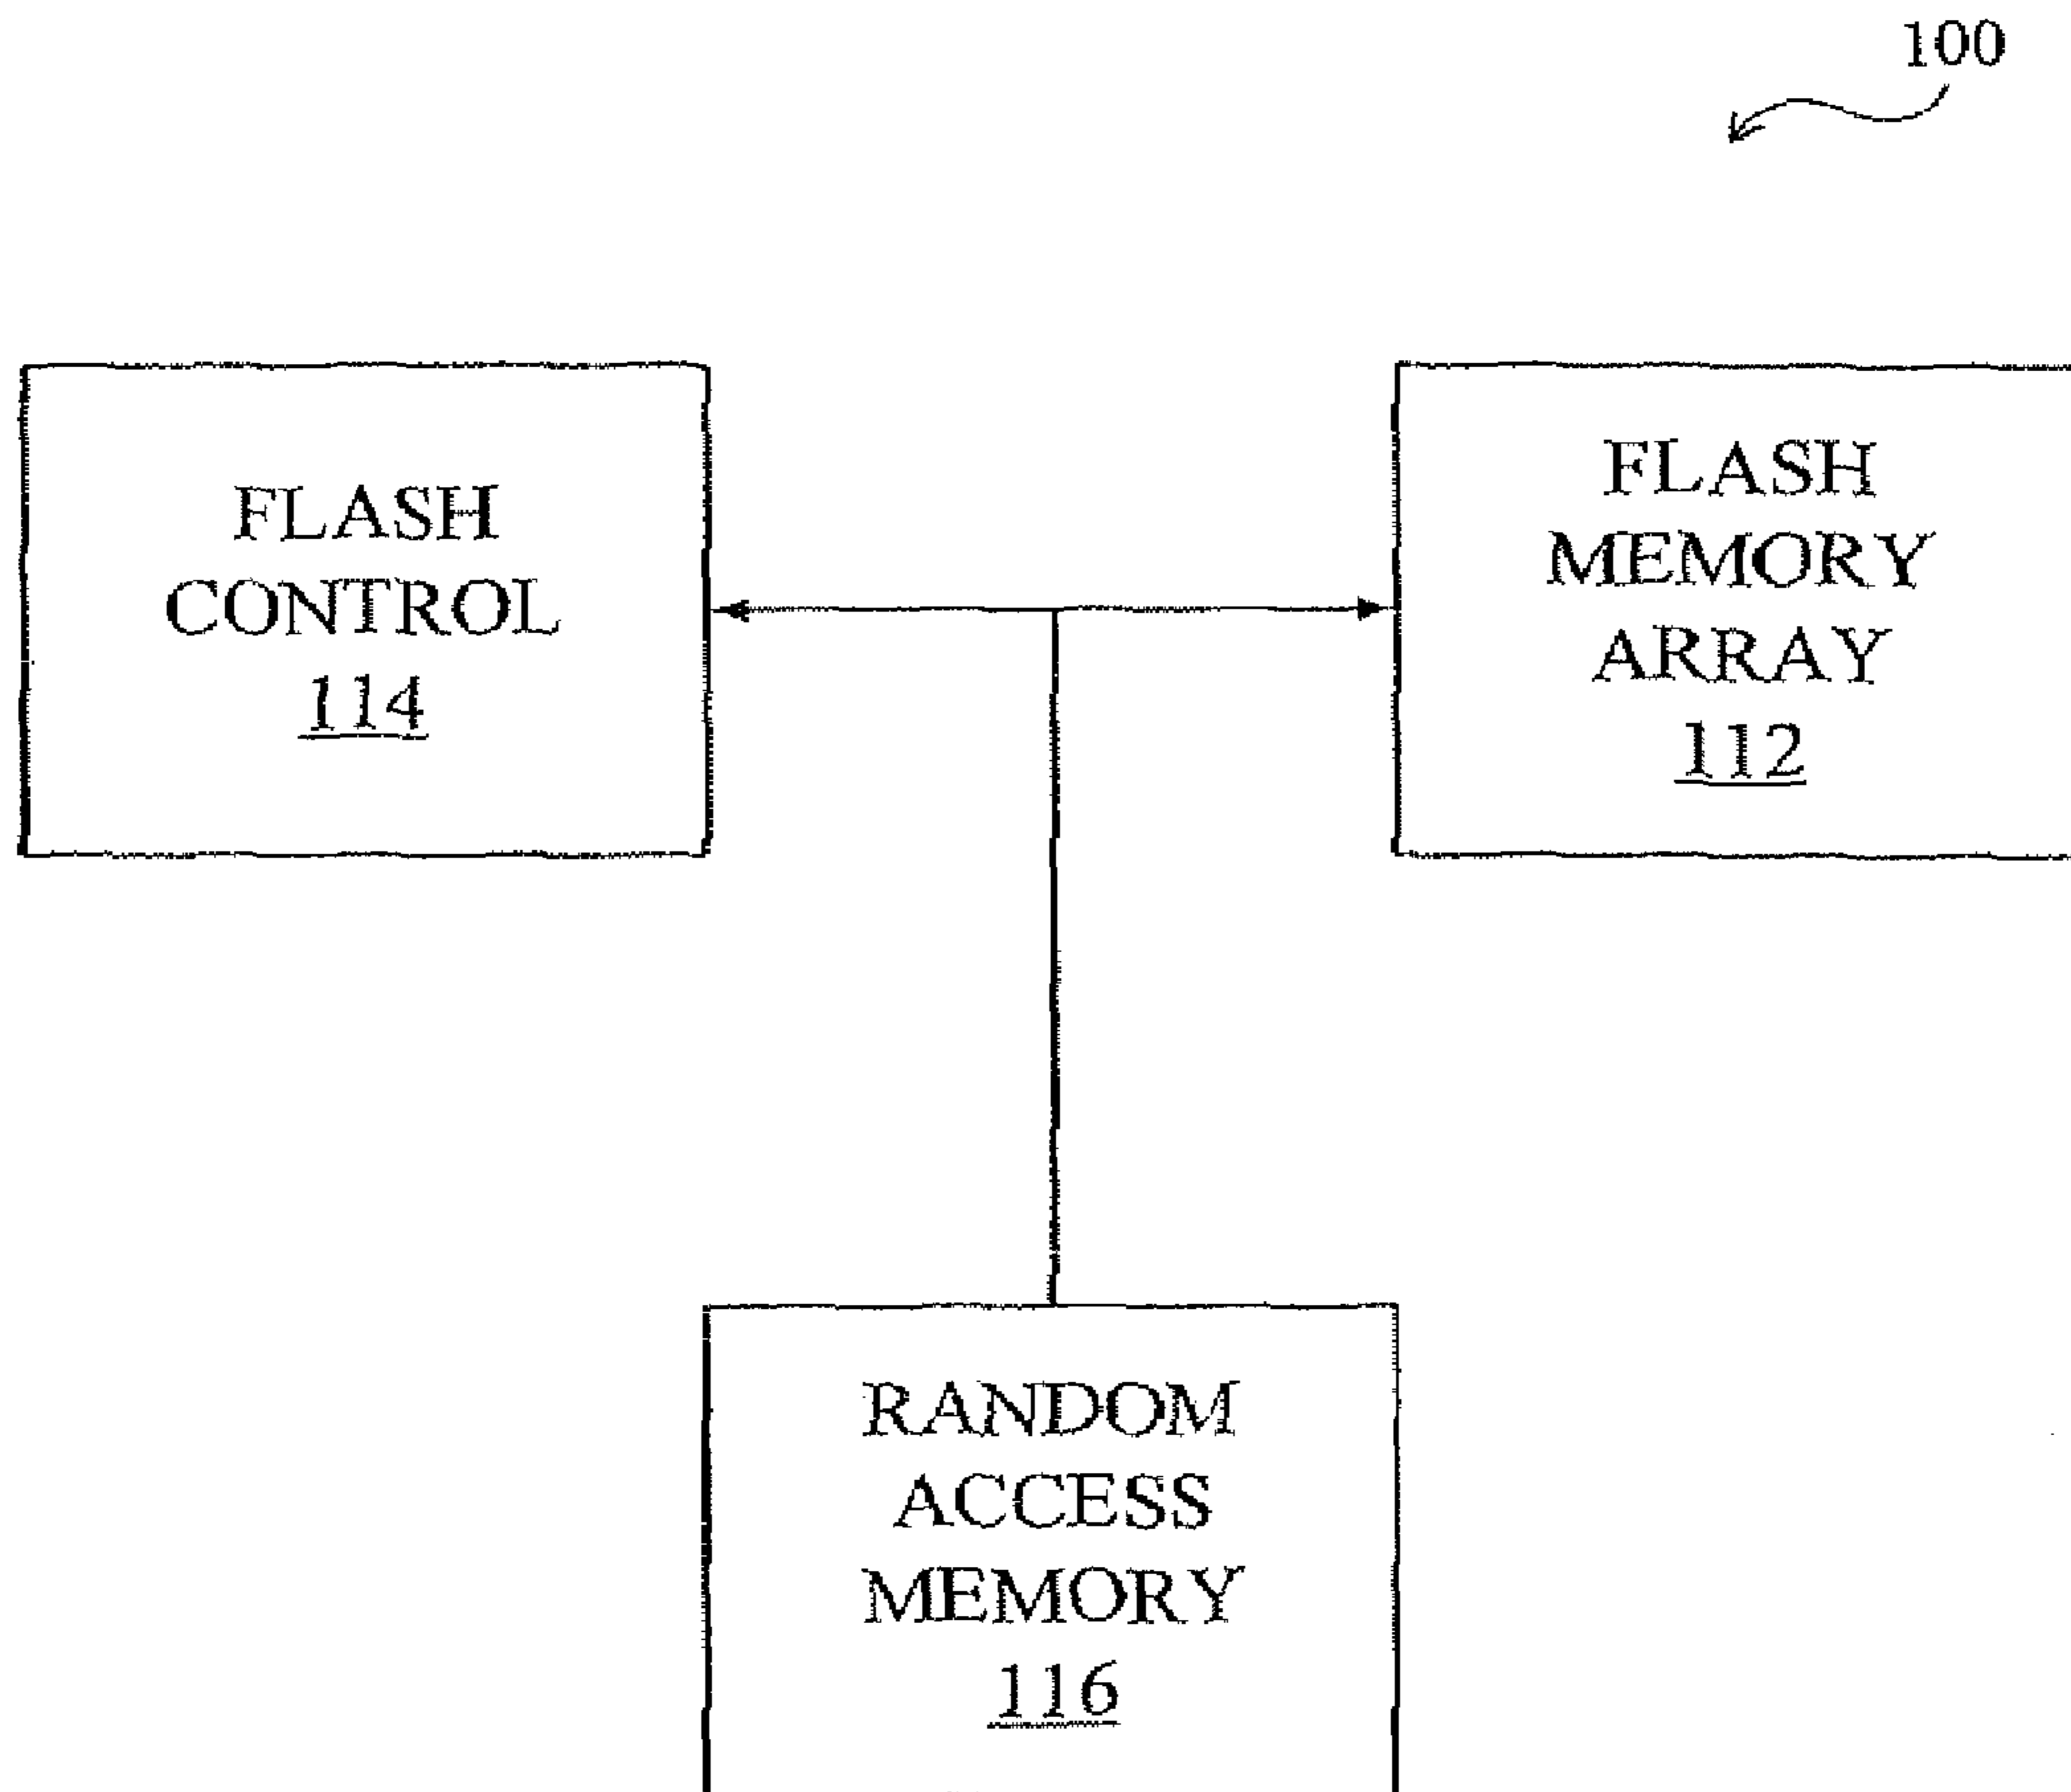 100
FLASH
CONTROL
114
FLASH
MEMORY
ARRAY
112
RANDOM
ACCESS
MEMORY
116